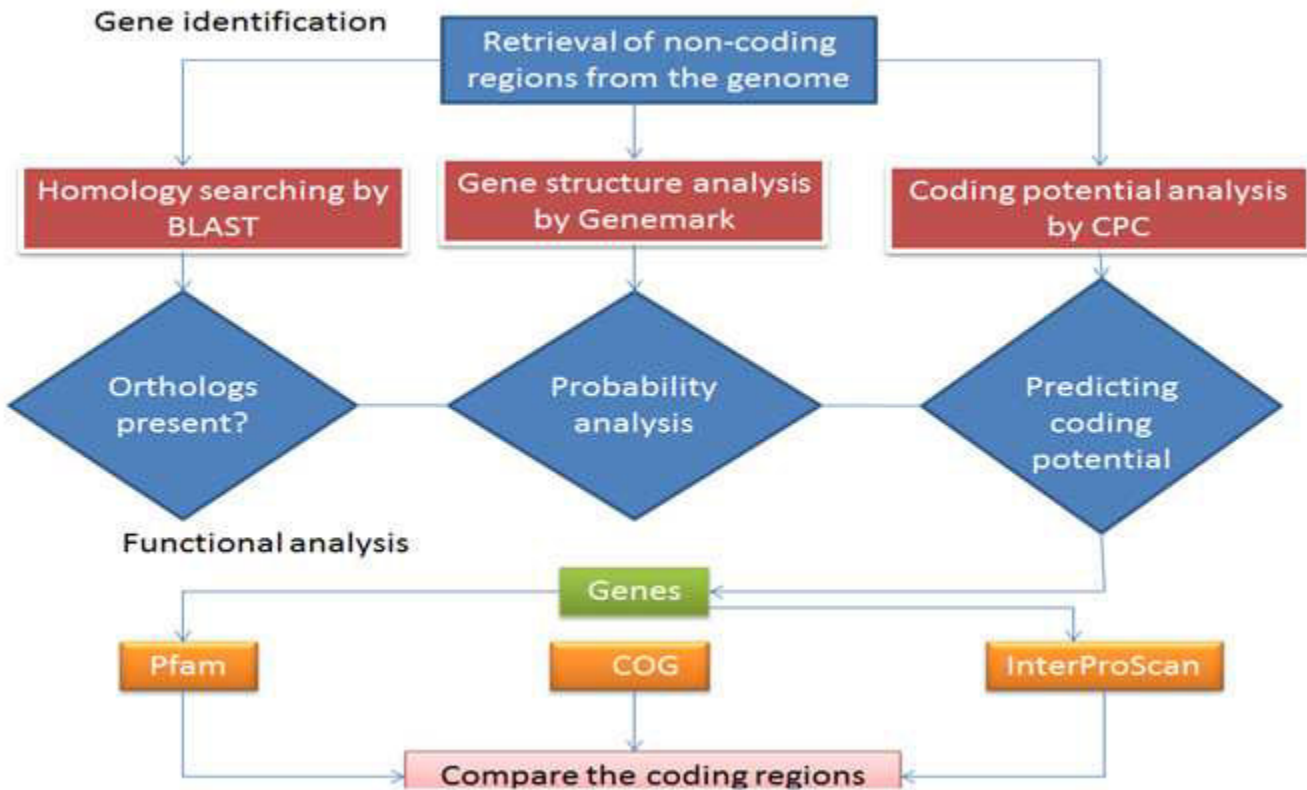 Gene identification
Retrieval of non-coding
regions from the genome
Homology searching by
BLAST
Gene structure analysis
by Genemark
Coding potential analysis
by CPC
Orthologs
present?
Probability
analysis
Predicting
coding
potential
Functional analysis
Genes
Pfam
COG
InterProScan
Compare the coding regions